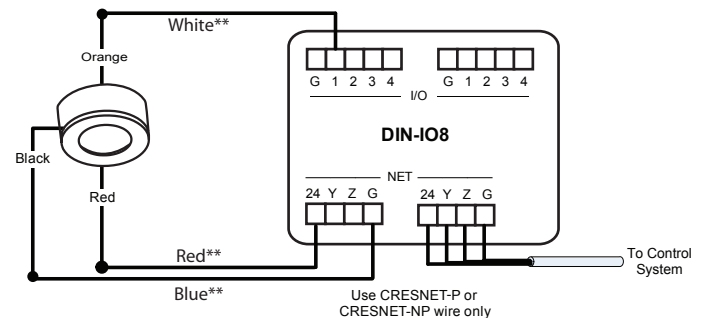 White**
Orange
G 1 2 3 4
G 1 2 3 4
I/O
DIN-IO8
Black
Red
NET
24 Y Z G
24 Y Z G
Red**
Blue**
To Control
System
Use CRESNET-P or
CRESNET-NP wire only